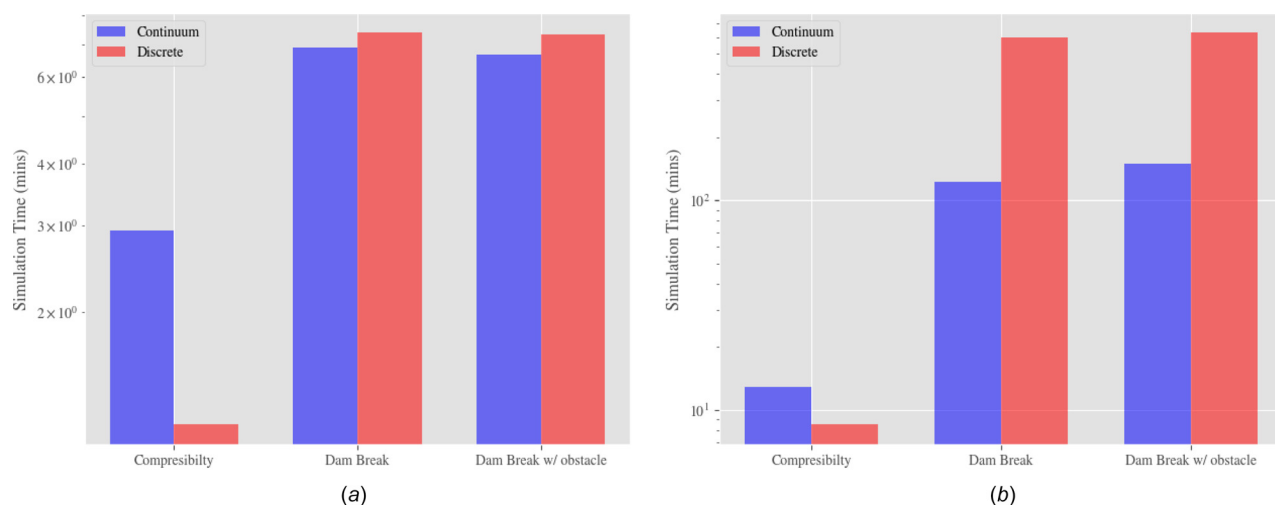 Continuum
Discrete
6 × 10⁰
4 × 10⁰
3 × 10⁰
2 × 10⁰
Simulation Time (mins)
Compresibilty
Dam Break
Dam Break w/ obstacle
(a)
Continuum
Discrete
10²
10¹
Simulation Time (mins)
Compresibilty
Dam Break
Dam Break w/ obstacle
(b)